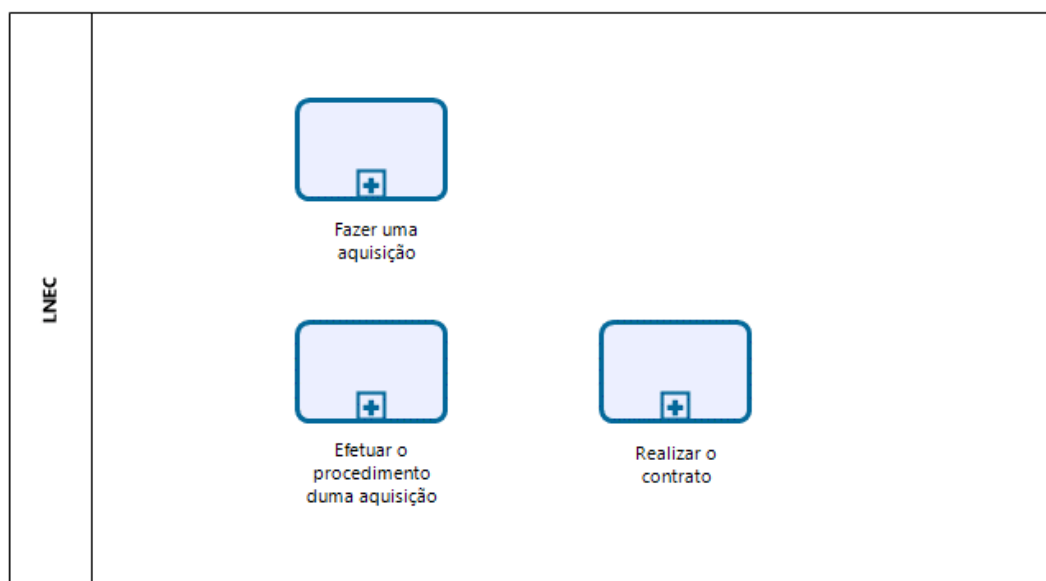 LNEC
Fazer uma
aquisição
Efetuar o
procedimento
duma aquisição
Realizar o
contrato